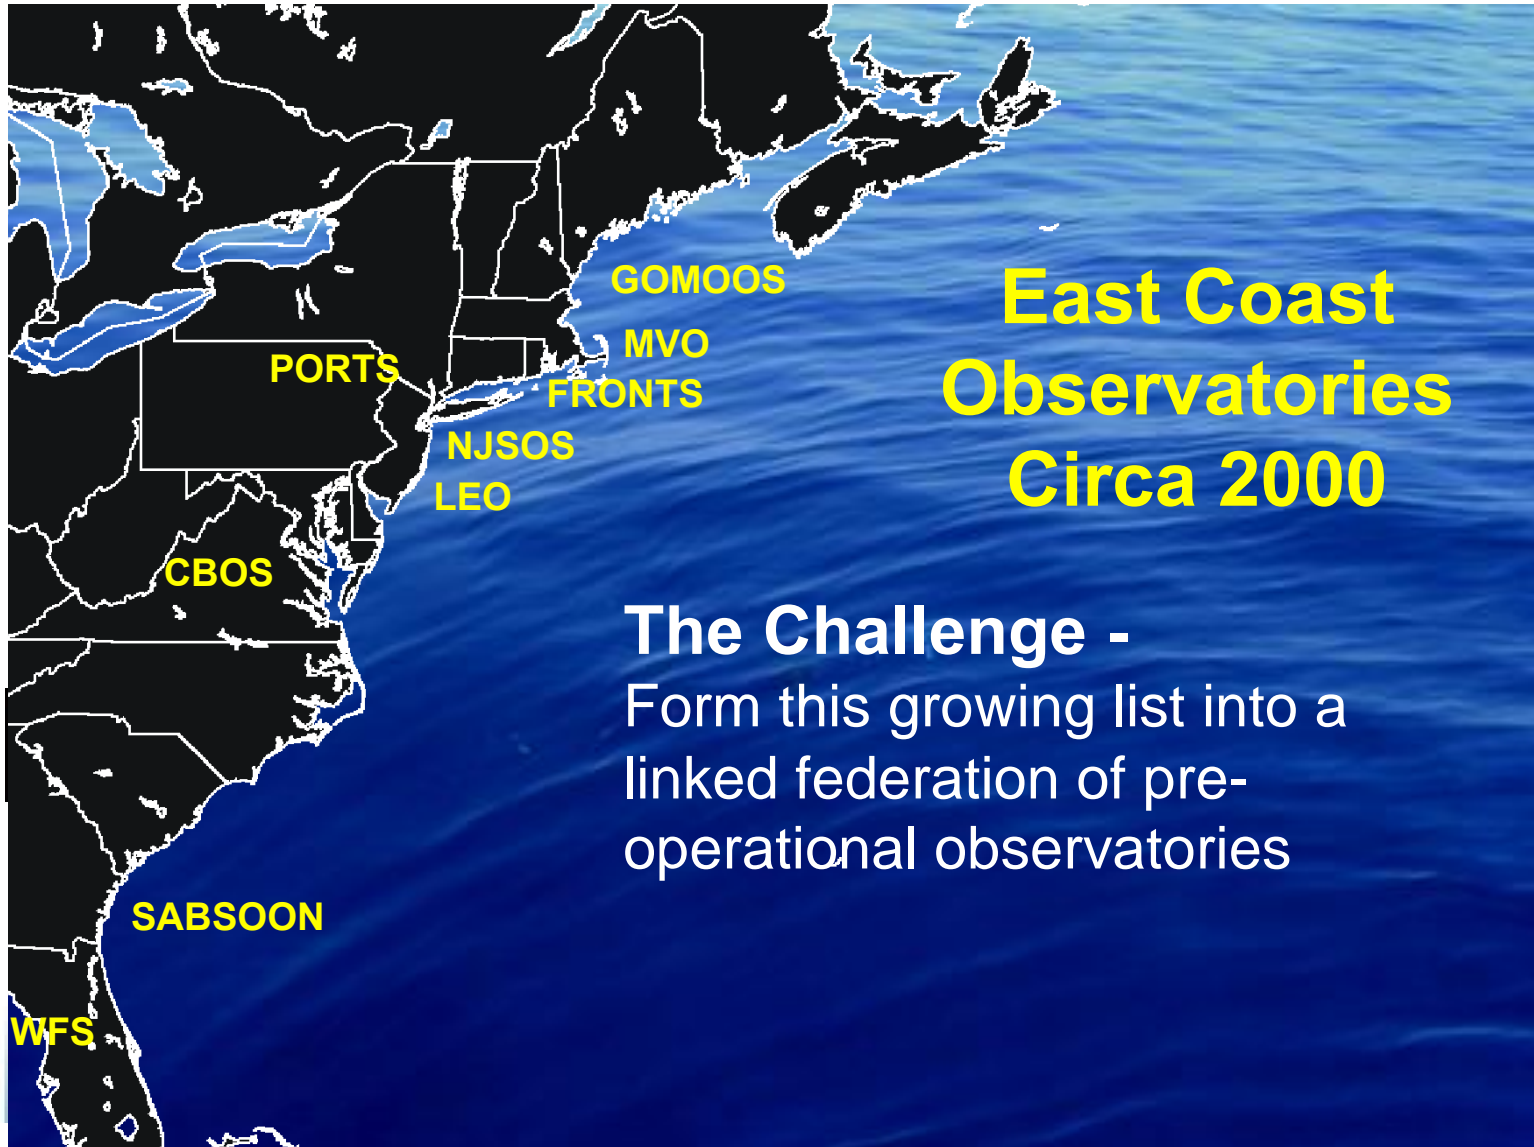 GOMOOS
MVO
PORTS
FRONTS
NJSOS
LEO
CBOS
SABSOON
WFS
East Coast
Observatories
Circa 2000
The Challenge -
Form this growing list into a
linked federation of pre-
operational observatories